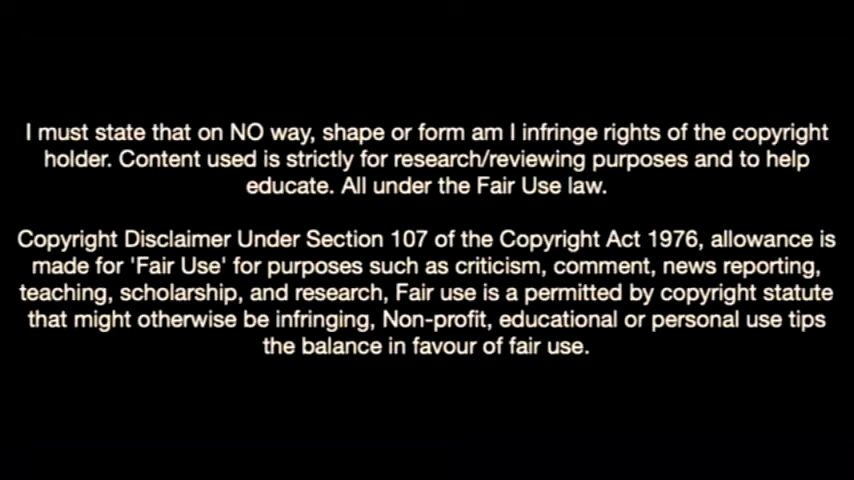 I must state that on NO way, shape or form am I infringe rights of the copyright
holder. Content used is strictly for research/reviewing purposes and to help
educate. All under the Fair Use law.
Copyright Disclaimer Under Section 107 of the Copyright Act 1976, allowance is
made for 'Fair Use' for purposes such as criticism, comment, news reporting,
teaching, scholarship, and research, Fair use is a permitted by copyright statute
that might otherwise be infringing, Non-profit, educational or personal use tips
the balance in favour of fair use.